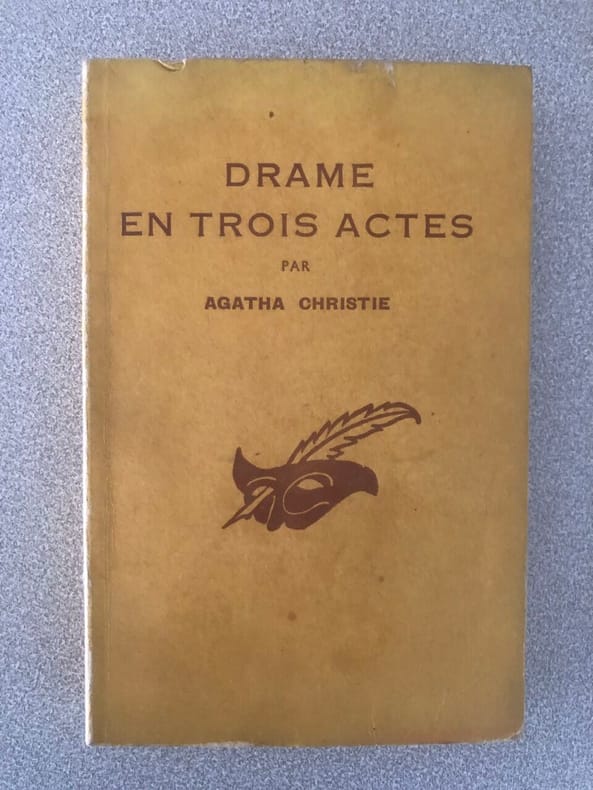 DRAME
EN TROIS ACTES
PAR
AGATHA CHRISTIE